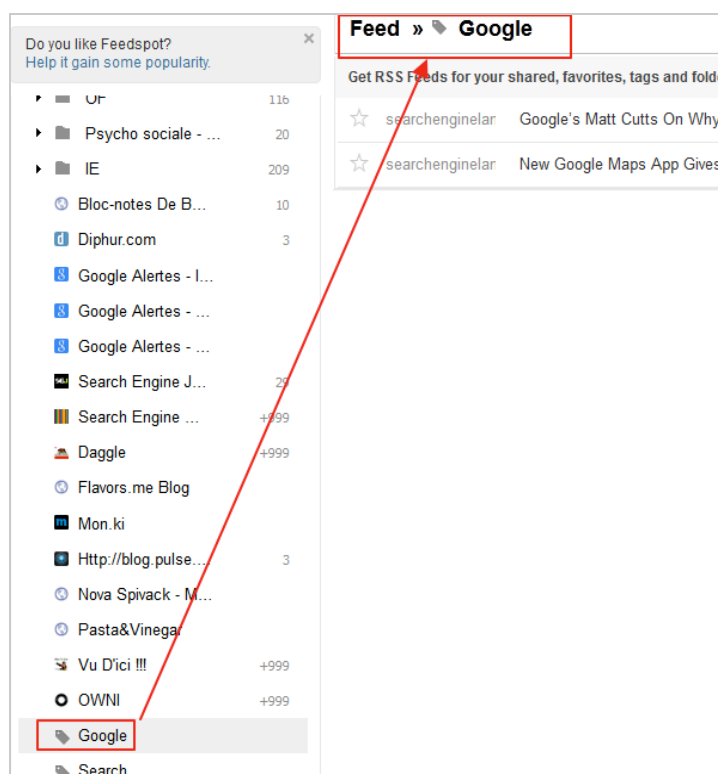 Do you like Feedspot?
Help it gain some popularity.
×
OF 116
Psycho sociale - ... 20
IE 209
Bloc-notes De B... 10
Diphur.com 3
Google Alertes - I...
Google Alertes - ...
Google Alertes - ...
Search Engine J... 29
Search Engine ... +999
Daggle +999
Flavors.me Blog
Mon.ki
Http://blog.pulse... 3
Nova Spivack - M...
Pasta&Vinegar
Vu D'ici !!! +999
OWNI +999
Google
Search
Feed » Google
Get RSS Feeds for your shared, favorites, tags and folde
searchenginelar Google's Matt Cutts On Why
searchenginelar New Google Maps App Gives